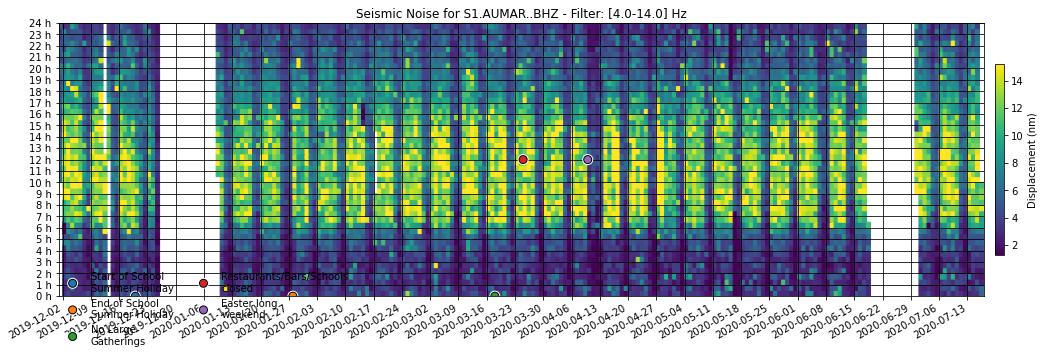 Seismic Noise for S1.AUMAR..BHZ - Filter: [4.0-14.0] Hz
24 h
23 h
22 h
21 h
20 h
19 h
18 h
17 h
16 h
15 h
14 h
13 h
12 h
11 h
10 h
9 h
8 h
7 h
6 h
5 h
4 h
3 h
2 h
1 h
0 h
14
12
10
8
6
4
2
Displacement (nm)
Start of School
Summer Holiday
End of School
Summer Holiday
No Large
Gatherings
Restaurants/Bars/Schools
closed
Easter long
weekend
2019-12-02
2020-01-06
2020-01-27
2020-02-03
2020-02-10
2020-02-17
2020-02-24
2020-03-02
2020-03-09
2020-03-16
2020-03-23
2020-03-30
2020-04-06
2020-04-13
2020-04-20
2020-04-27
2020-05-04
2020-05-11
2020-05-18
2020-05-25
2020-06-01
2020-06-08
2020-06-15
2020-06-22
2020-06-29
2020-07-06
2020-07-13